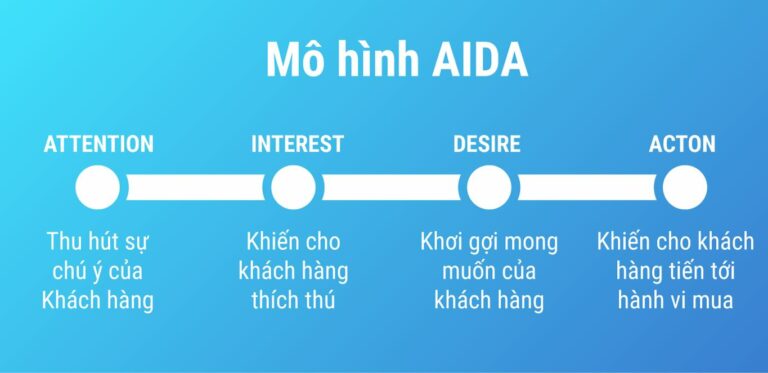 Mô hình AIDA
ATTENTION
Thu hút sự
chú ý của
Khách hàng
INTEREST
Khiến cho
khách hàng
thích thú
DESIRE
Khơi gợi mong
muốn của
khách hàng
ACTON
Khiến cho khách
hàng tiến tới
hành vi mua